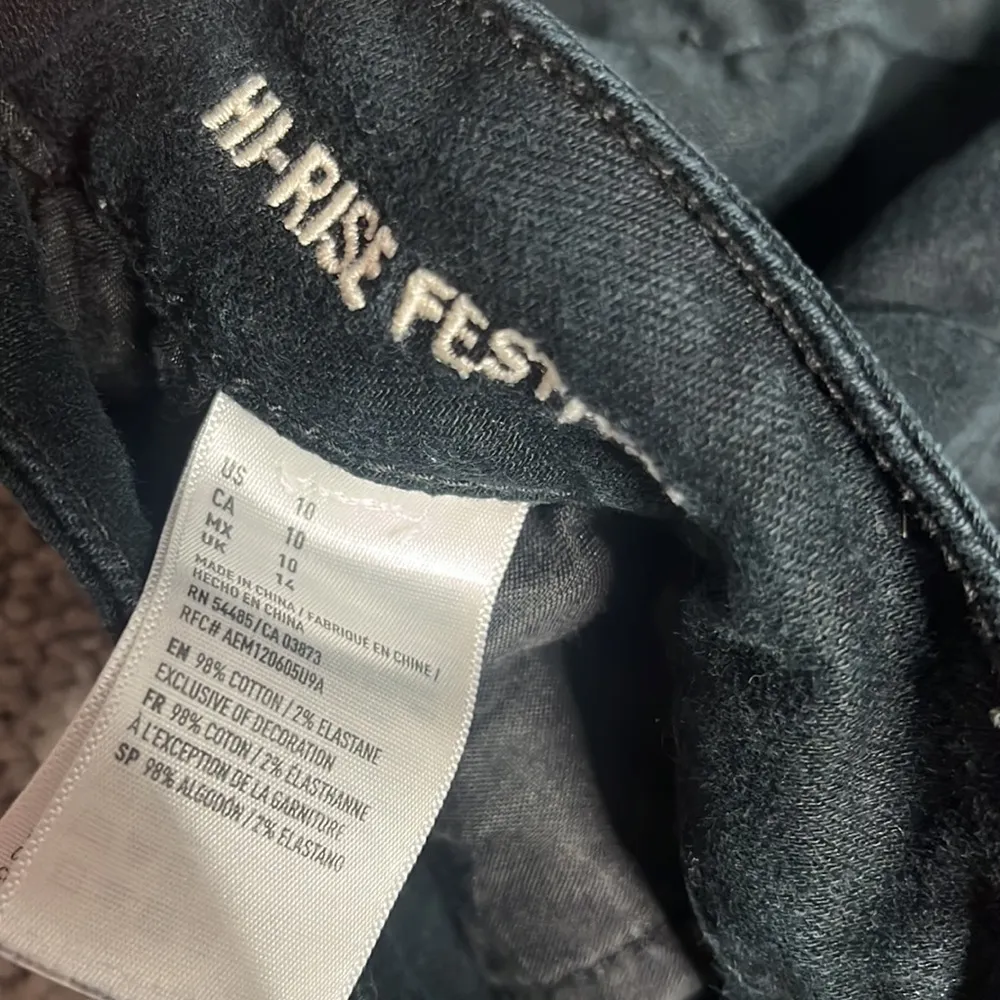 HI-RISE FEST
US 10
CA 10
MX 10
UK 14
MADE IN CHINA / FABRIQUÉ EN CHINE /
HECHO EN CHINA
RN 54485/CA 03873
RFC# AEM120605U9A
EN 98% COTTON / 2% ELASTANE
EXCLUSIVE OF DECORATION
FR 98% COTON / 2% ÉLASTHANNE
À L'EXCEPTION DE LA GARNITURE
SP 98% ALGODÓN / 2% ELASTANO